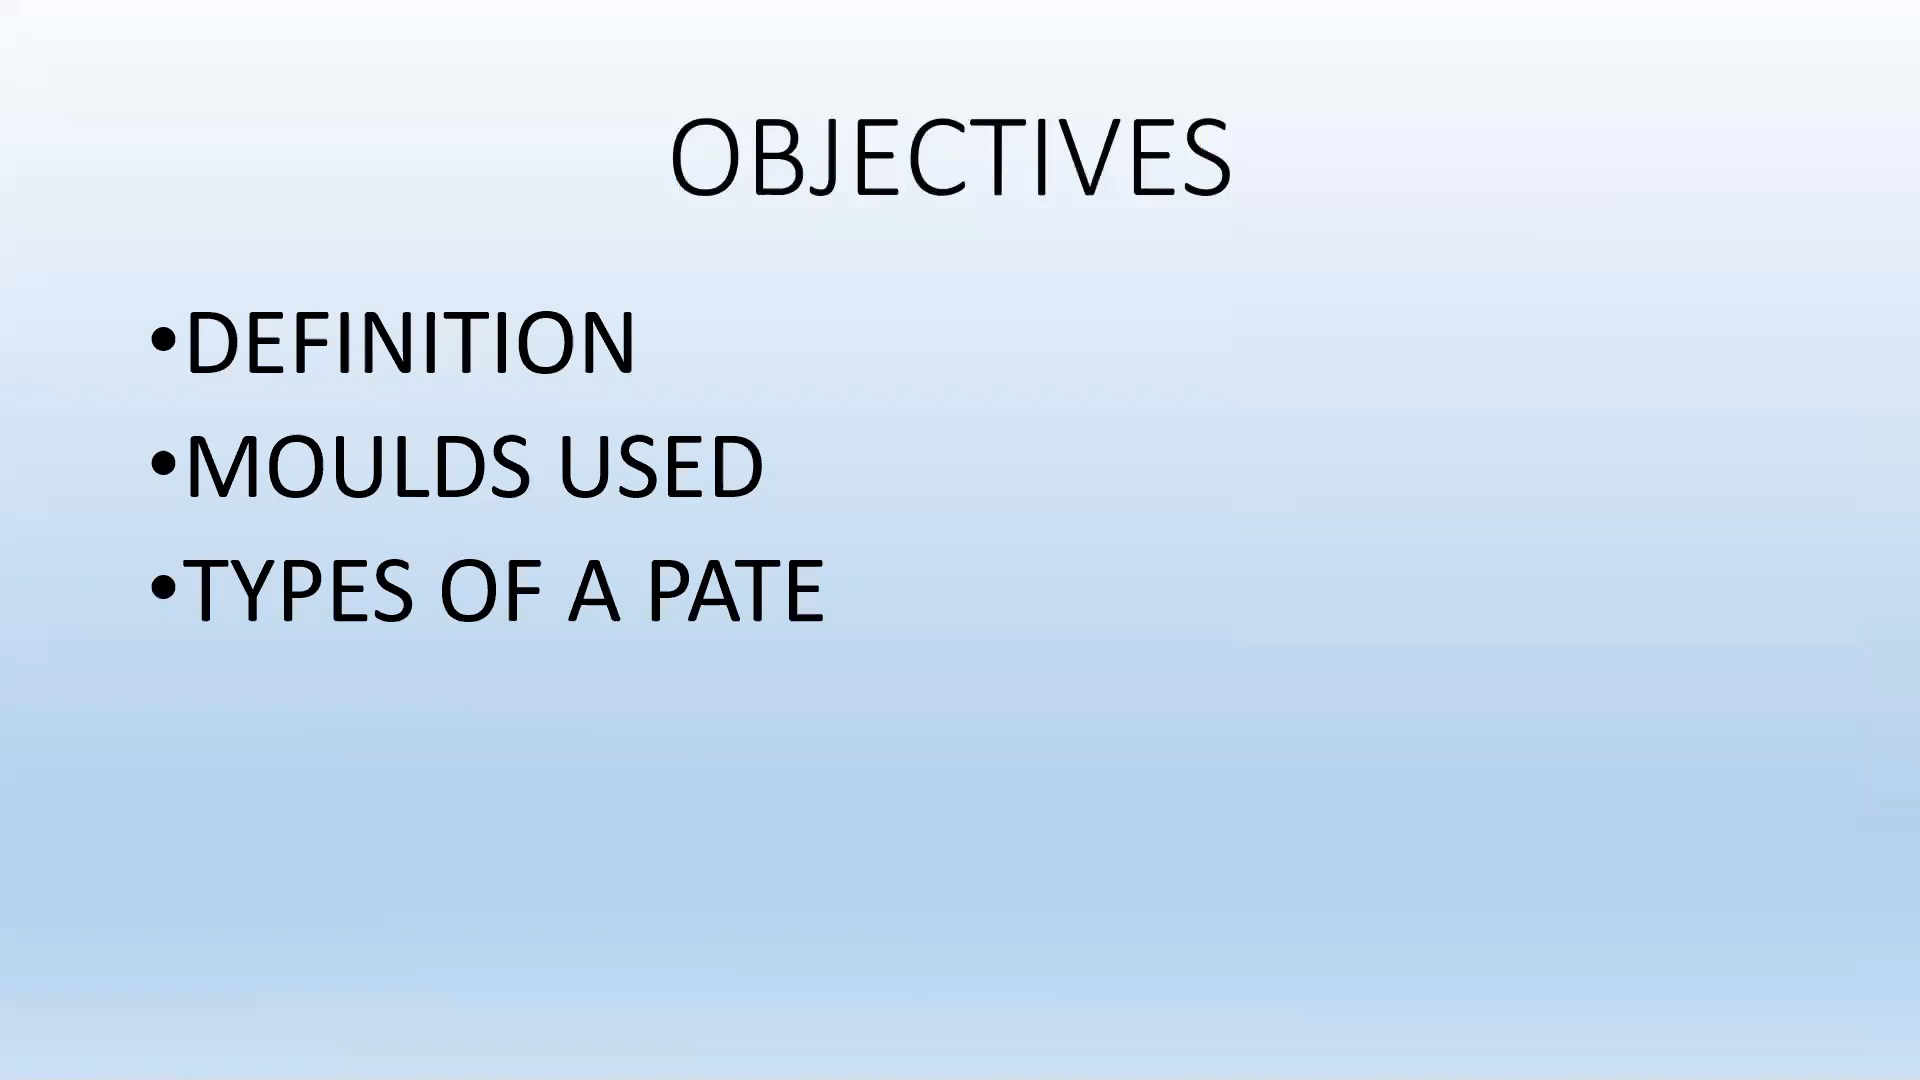 OBJECTIVES
•DEFINITION
•MOULDS USED
•TYPES OF A PATE